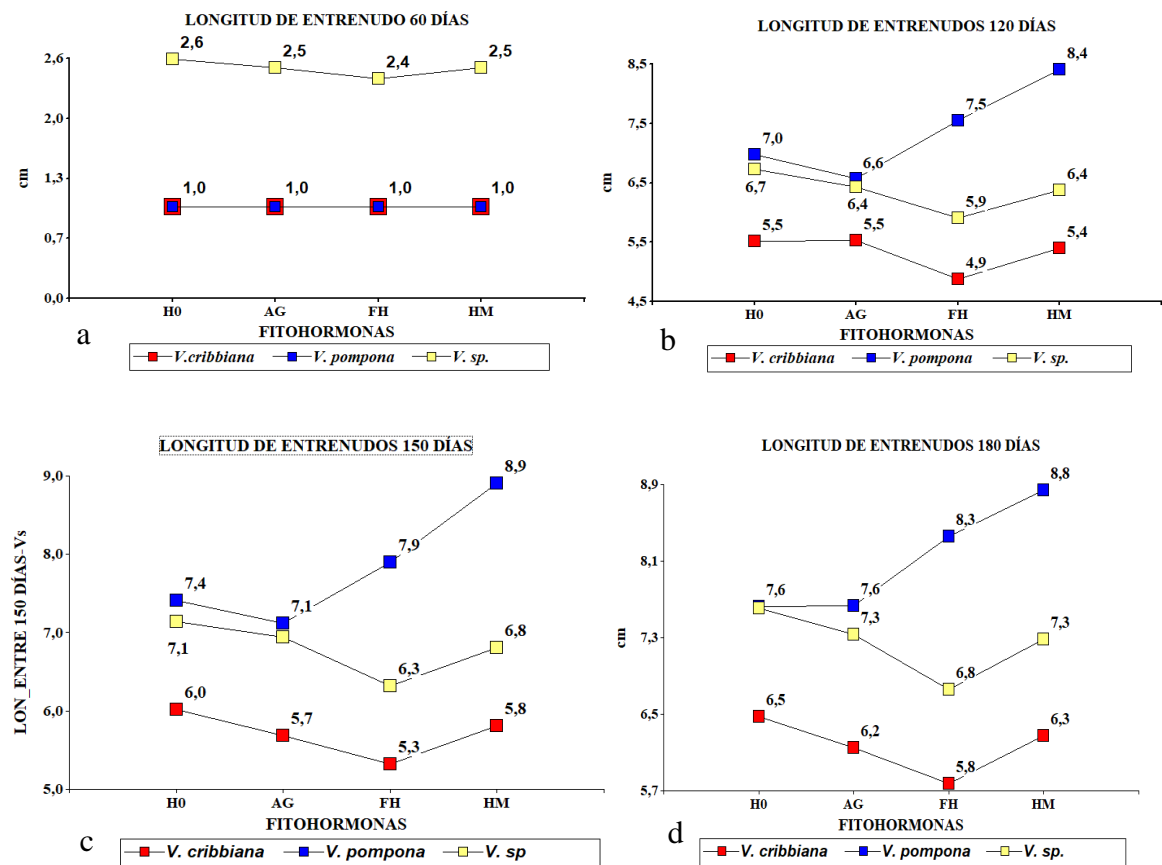 LONGITUD DE ENTRENUDO 60 DÍAS
2,6
2,0
1,3
0,7
0,0
cm
2,6
2,5
2,4
2,5
1,0
1,0
1,0
1,0
H0 AG FH HM
FITOHORMONAS
a
V.cribbiana V. pompona V. sp.
LONGITUD DE ENTRENUDOS 120 DÍAS
8,5
7,5
6,5
5,5
4,5
cm
7,0
6,6
7,5
8,4
6,7
6,4
5,9
6,4
5,5
5,5
4,9
5,4
H0 AG FH HM
FITOHORMONAS
b
V. cribbiana V. pompona V. sp.
LONGITUD DE ENTRENUDOS 150 DÍAS
9,0
8,0
7,0
6,0
5,0
LON_ENTRE 150 DÍAS-Vs
7,4
7,1
7,9
8,9
7,1
6,3
6,8
6,0
5,7
5,3
5,8
H0 AG FH HM
FITOHORMONAS
c
V. cribbiana V. pompona V. sp
LONGITUD DE ENTRENUDOS 180 DÍAS
8,9
8,1
7,3
6,5
5,7
cm
7,6
7,6
8,3
8,8
7,3
6,8
7,3
6,5
6,2
5,8
6,3
H0 AG FH HM
FITOHORMONAS
d
V. cribbiana V. pompona V. sp.